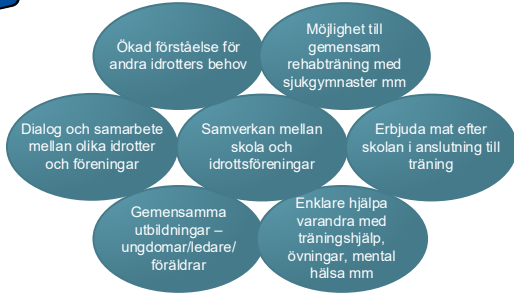 Ökad förståelse för
andra idrotters behov
Möjlighet till
gemensam
rehabträning med
sjukgymnaster mm
Dialog och samarbete
mellan olika idrotter
och föreningar
Samverkan mellan
skola och
idrottsföreningar
Erbjuda mat efter
skolan i anslutning till
träning
Gemensamma
utbildningar –
ungdomar/ledare/
föräldrar
Enklare hjälpa
varandra med
träningshjälp,
övningar, mental
hälsa mm